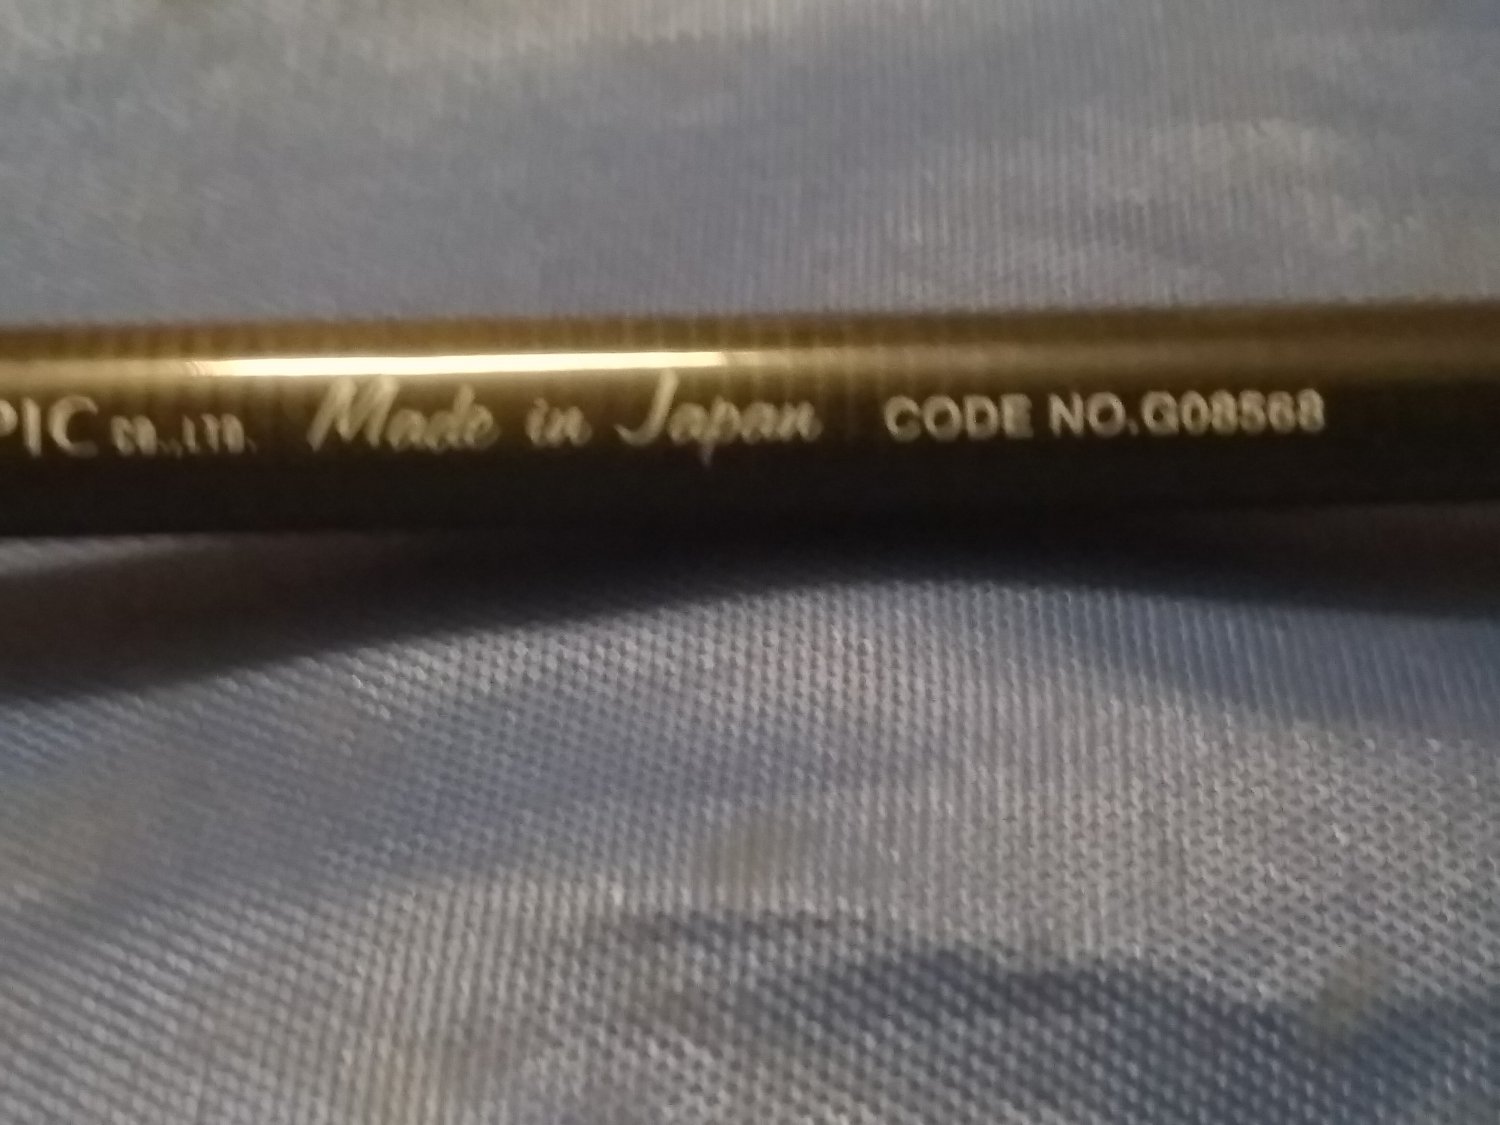 PIC CO.,LTD. Made in Japan CODE NO.G08568